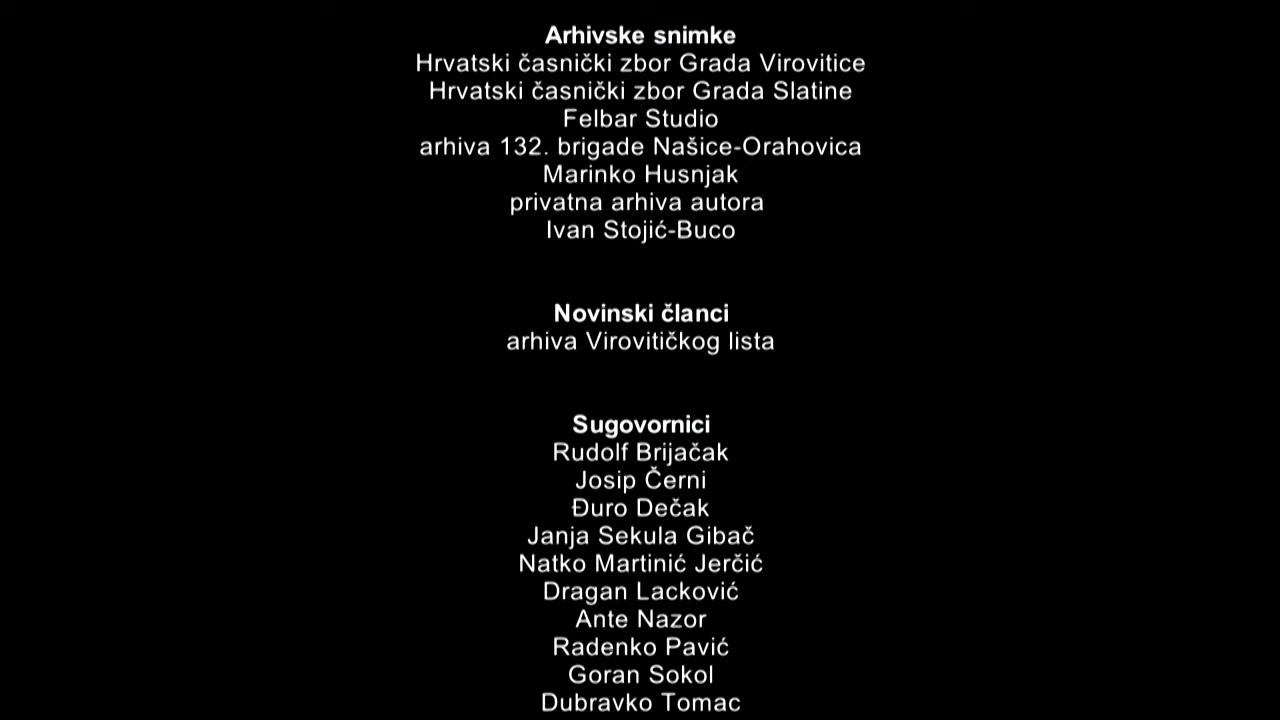 Arhivske snimke
Hrvatski časnički zbor Grada Virovitice
Hrvatski časnički zbor Grada Slatine
Felbar Studio
arhiva 132. brigade Našice-Orahovica
Marinko Husnjak
privatna arhiva autora
Ivan Stojić-Buco
Novinski članci
arhiva Virovitičkog lista
Sugovornici
Rudolf Brijačak
Josip Černi
Đuro Dečak
Janja Sekula Gibač
Natko Martinić Jerčić
Dragan Lacković
Ante Nazor
Radenko Pavić
Goran Sokol
Dubravko Tomac